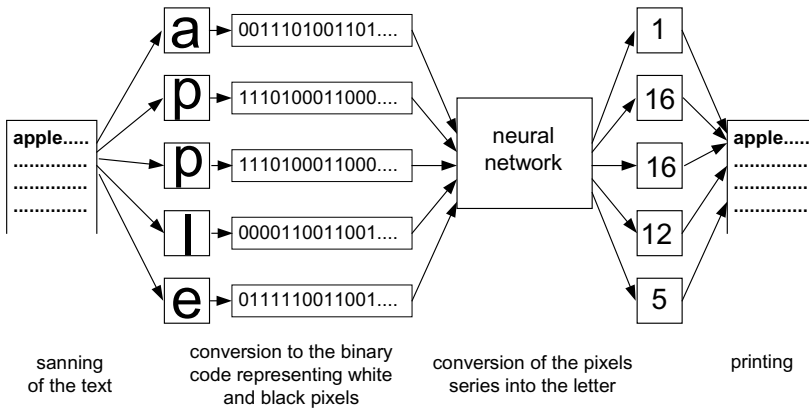 apple.....
...............
...............
...............
a
p
p
l
e
0011101001101....
1110100011000....
1110100011000....
0000110011001....
0111110011001....
neural
network
1
16
16
12
5
apple.....
...............
...............
...............
sanning
of the text
conversion to the binary
code representing white
and black pixels
conversion of the pixels
series into the letter
printing